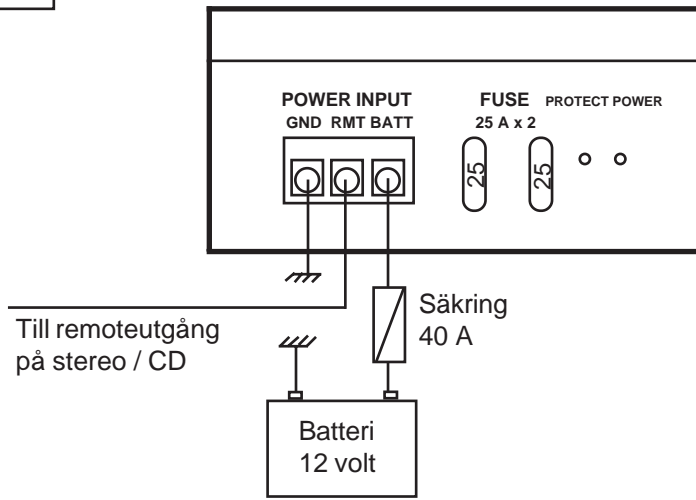 POWER INPUT
GND RMT BATT
FUSE
25 A x 2
PROTECT POWER
25
25
Säkring
40 A
Till remoteutgång
på stereo / CD
Batteri
12 volt